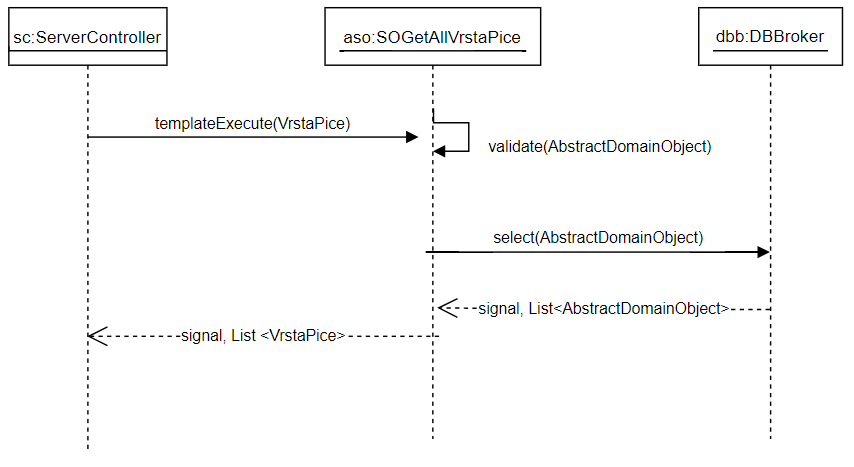 sc:ServerController
aso:SOGetAllVrstaPice
dbb:DBBroker
templateExecute(VrstaPice)
validate(AbstractDomainObject)
select(AbstractDomainObject)
signal, List<AbstractDomainObject>
signal, List <VrstaPice>